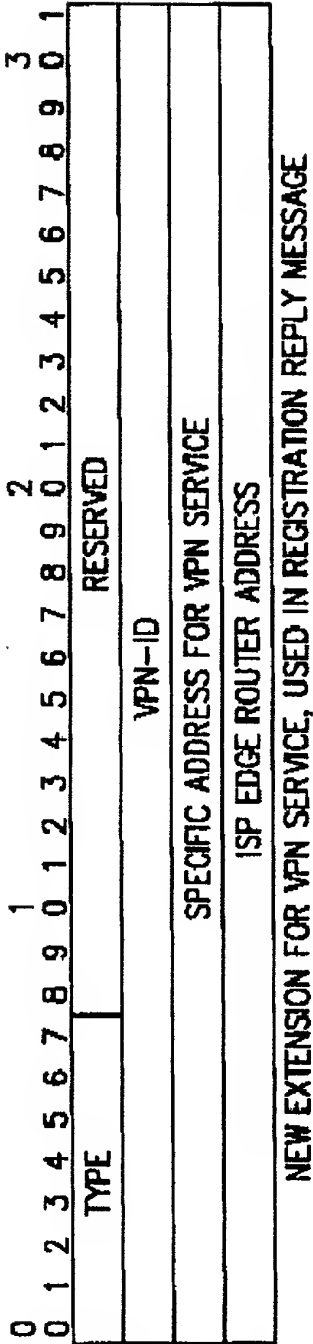 0 1 2 3
0 1 2 3 4 5 6 7 8 9 0 1 2 3 4 5 6 7 8 9 0 1 2 3 4 5 6 7 8 9 0 1
TYPE RESERVED
VPN-ID
SPECIFIC ADDRESS FOR VPN SERVICE
ISP EDGE ROUTER ADDRESS
NEW EXTENSION FOR VPN SERVICE, USED IN REGISTRATION REPLY MESSAGE